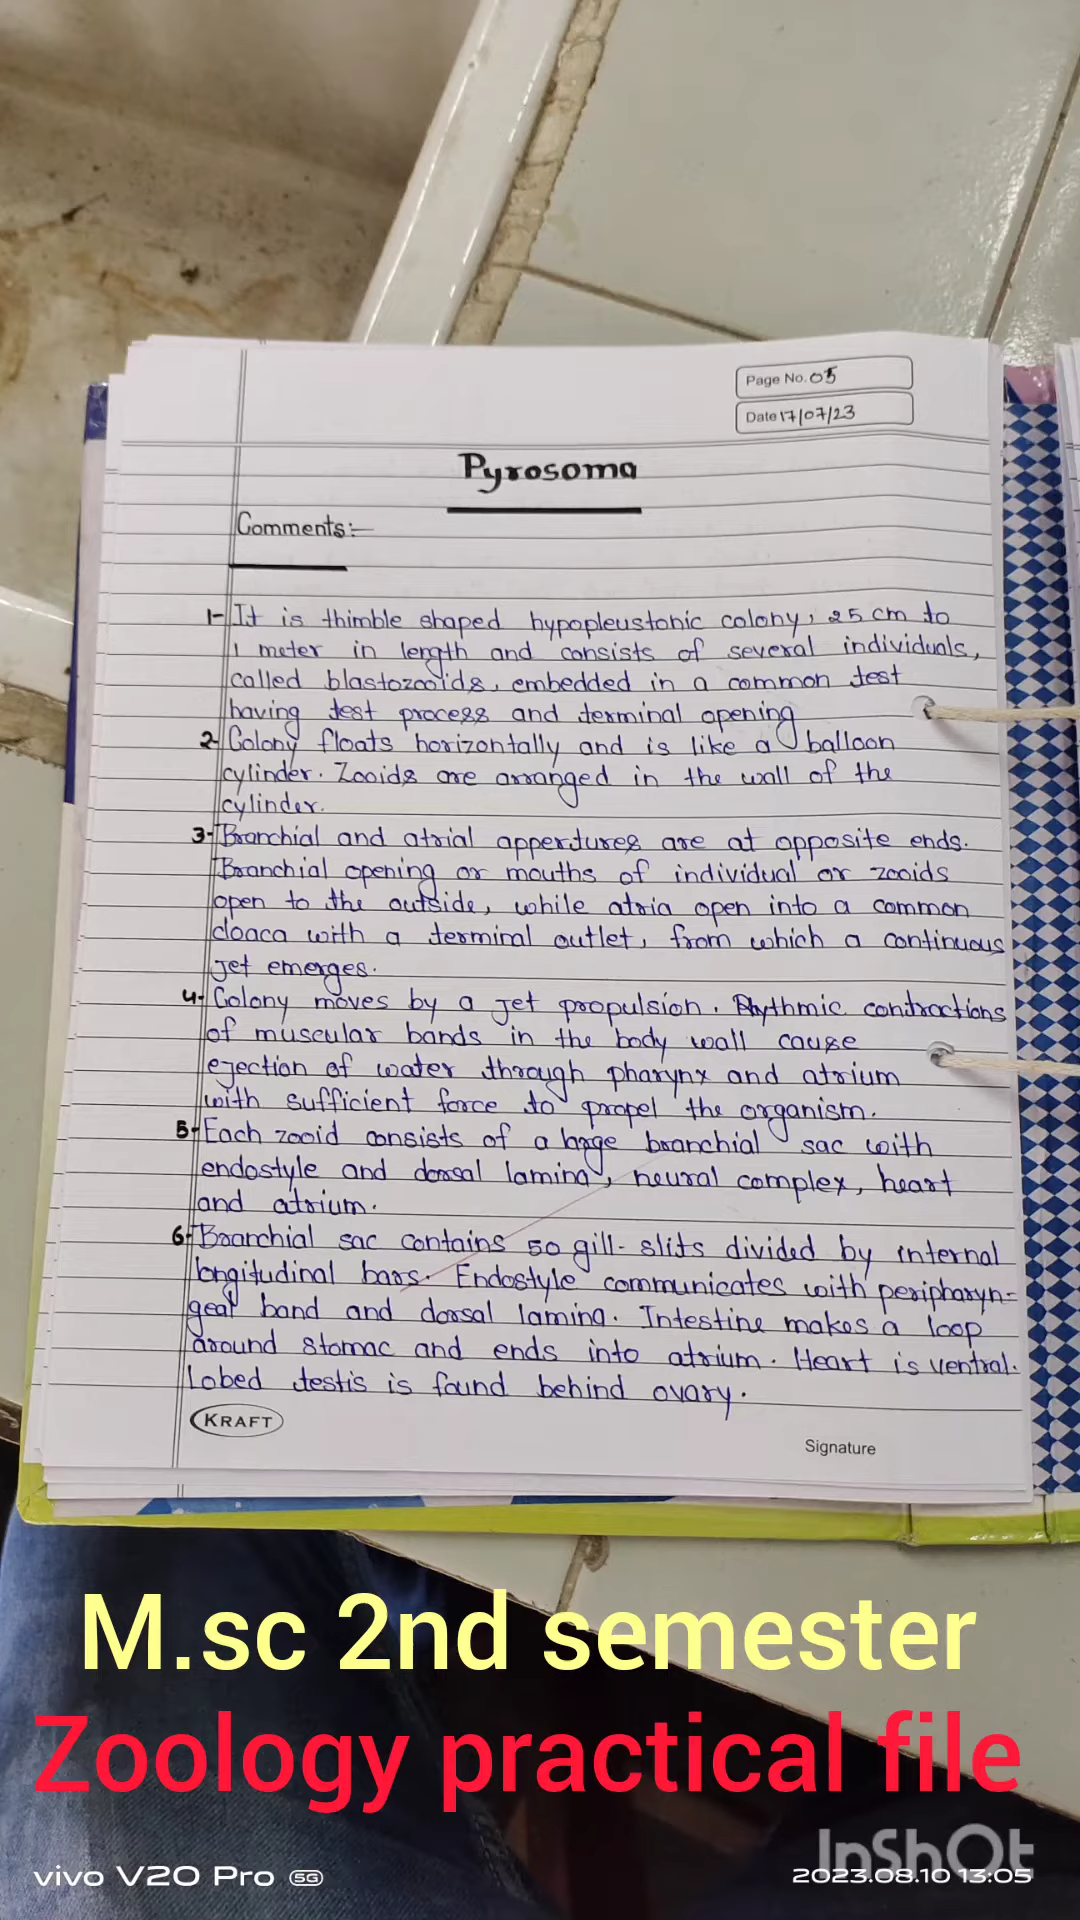 Page No. 05
Date 17/07/23
Pyrosoma
Comments:-
1- It is thimble shaped hypopleustonic colony, 25 cm to
1 meter in length and consists of several individuals,
called blastozooids, embedded in a common test
having test process and terminal opening
2- Colony floats horizontally and is like a balloon
cylinder. Zooids are arranged in the wall of the
cylinder.
3- Branchial and atrial appertures are at opposite ends.
Branchial opening or mouths of individual or zooids
open to the outside, while atria open into a common
cloaca with a terminal outlet, from which a continuous
jet emerges.
4- Colony moves by a jet propulsion. Rhythmic contractions
of muscular bands in the body wall cause
ejection of water through pharynx and atrium
with sufficient force to propel the organism.
5- Each zooid consists of a large branchial sac with
endostyle and dorsal lamina, neural complex, heart
and atrium.
6- Branchial sac contains 50 gill-slits divided by internal
longitudinal bars. Endostyle communicates with peripharyn-
geal band and dorsal lamina. Intestine makes a loop
around stomac and ends into atrium. Heart is ventral.
Lobed testis is found behind ovary.
KRAFT
Signature
M.sc 2nd semester
Zoology practical file
InShOt
vivo V20 Pro 5G
2023.08.10 13:05